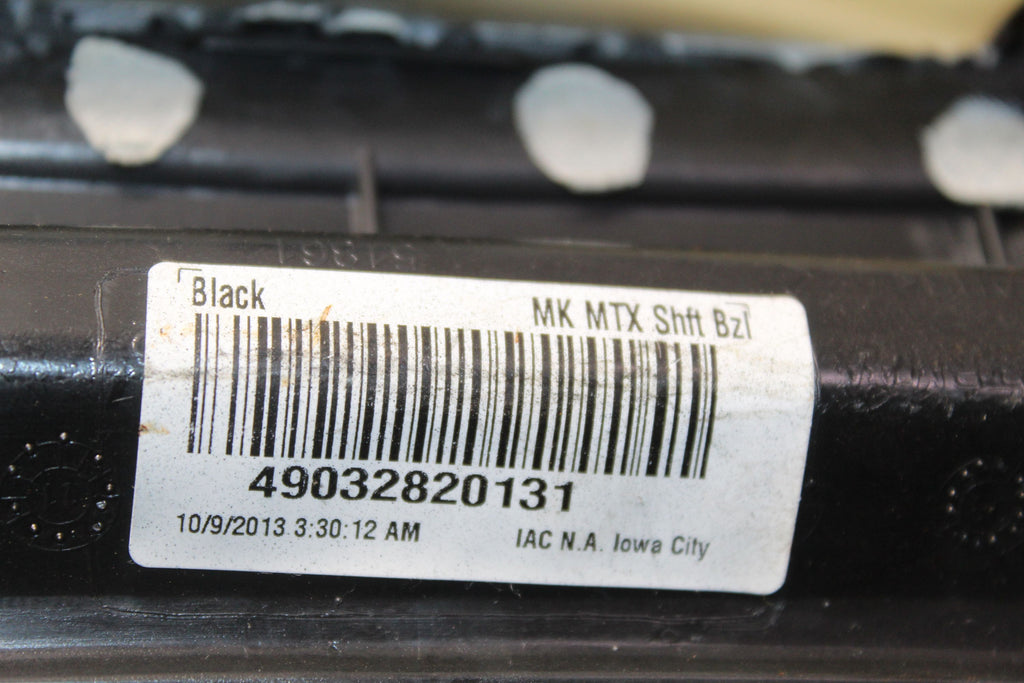 Black
MK MTX Shft Bzl
49032820131
10/9/2013 3:30:12 AM
IAC N.A. Iowa City